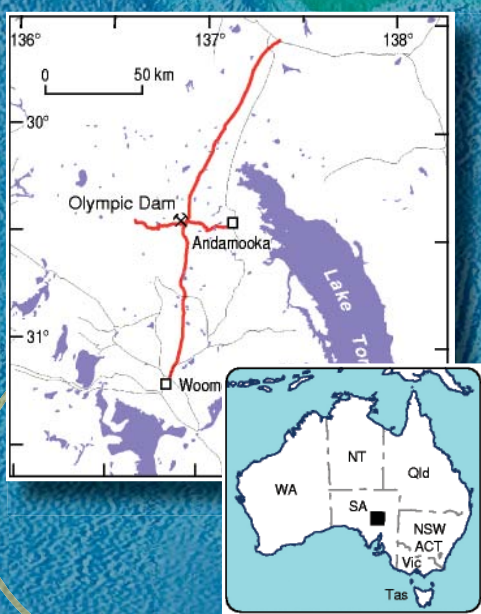 136°
137°
138°
0
50 km
30°
Olympic Dam
Andamooka
Lake
31°
NT
WA
Qld
SA
NSW
ACT
Vic
Tas